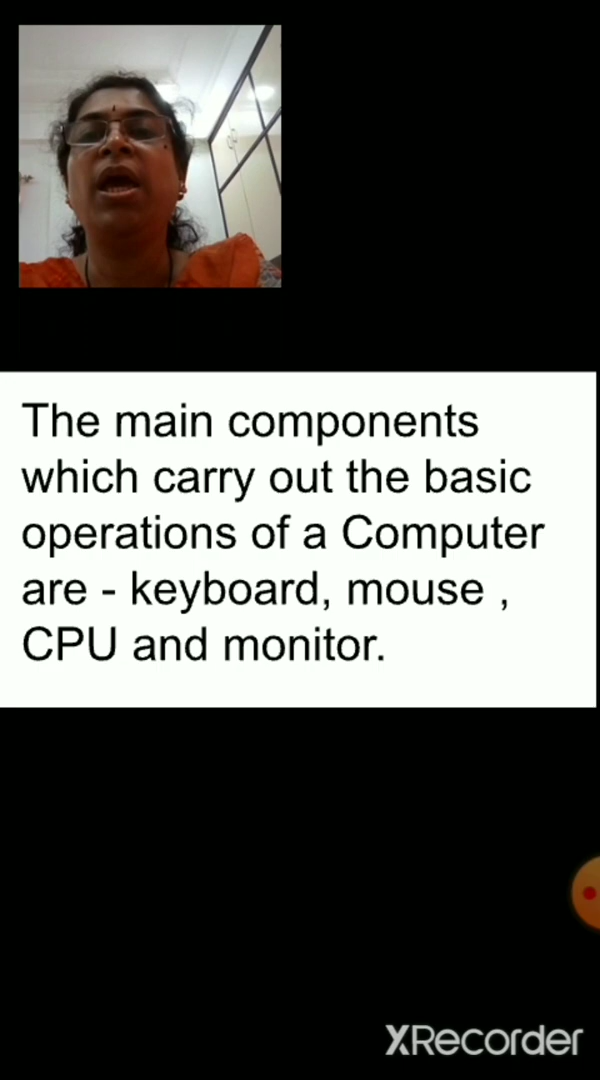 The main components
which carry out the basic
operations of a Computer
are - keyboard, mouse ,
CPU and monitor.
XRecorder